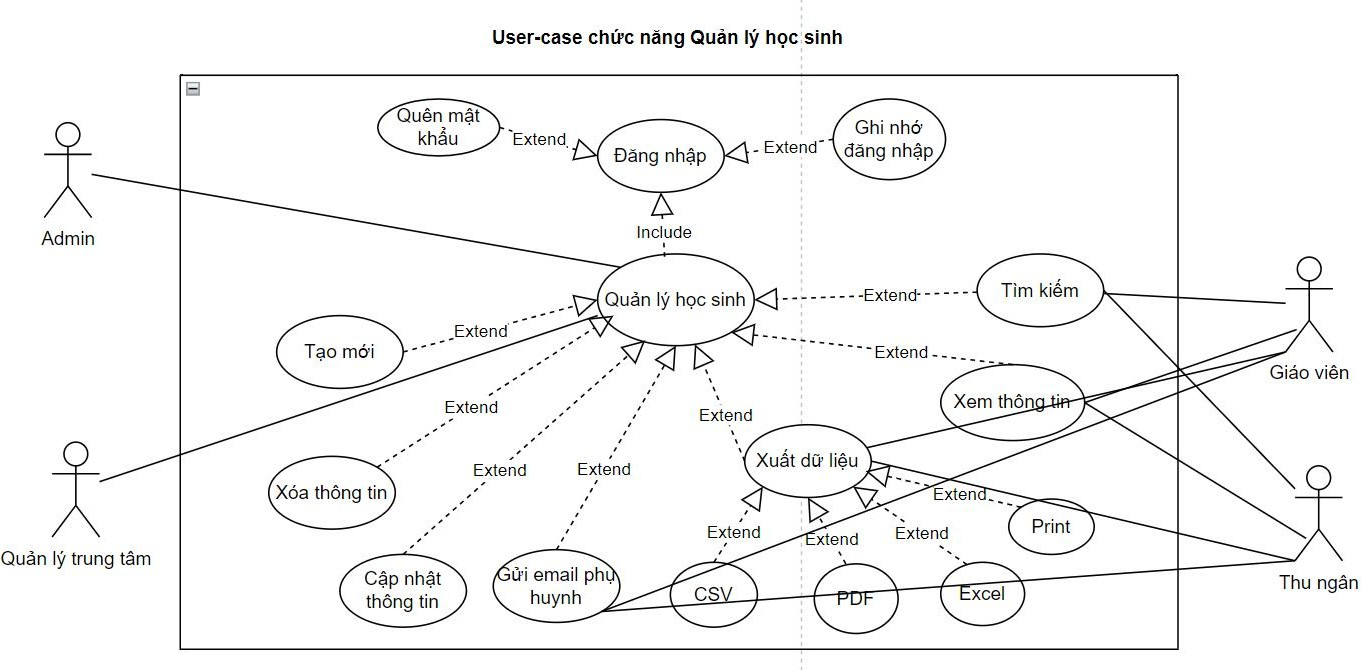 User-case chức năng Quản lý học sinh
Quên mật
khẩu
Extend
Đăng nhập
Extend
Ghi nhớ
đăng nhập
Admin
Include
Quản lý học sinh
Extend
Tìm kiếm
Extend
Tạo mới
Extend
Xem thông tin
Giáo viên
Extend
Extend
Xuất dữ liệu
Extend
Extend
Xóa thông tin
Extend
Print
Extend
Extend
Extend
Quản lý trung tâm
Cập nhật
thông tin
Gửi email phụ
huynh
CSV
PDF
Excel
Thu ngân